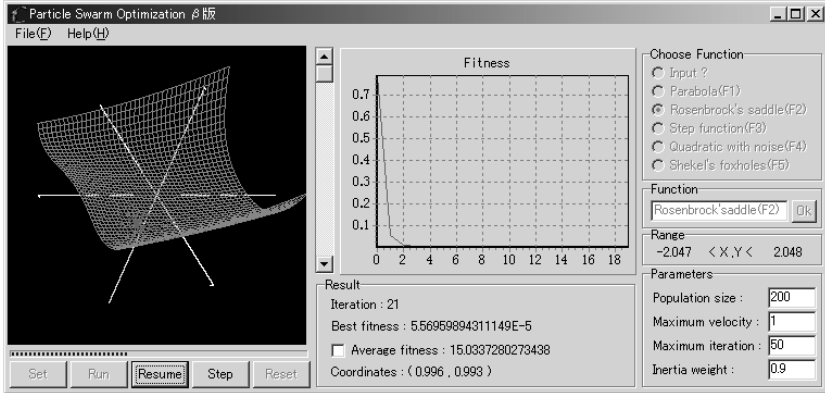 Particle Swarm Optimization β版
File(F) Help(H)
Fitness
0.7
0.6
0.5
0.4
0.3
0.2
0.1
0 2 4 6 8 10 12 14 16 18
Result
Iteration : 21
Best fitness : 5.56959894311149E-5
Average fitness : 15.0337280273438
Coordinates : ( 0.996 , 0.993 )
Set Run Resume Step Reset
Choose Function
Input ?
Parabola(F1)
Rosenbrock's saddle(F2)
Step function(F3)
Quadratic with noise(F4)
Shekel's foxholes(F5)
Function
Rosenbrock'saddle(F2) Ok
Range
-2.047 < X,Y < 2.048
Parameters
Population size : 200
Maximum velocity : 1
Maximum iteration : 50
Inertia weight : 0.9